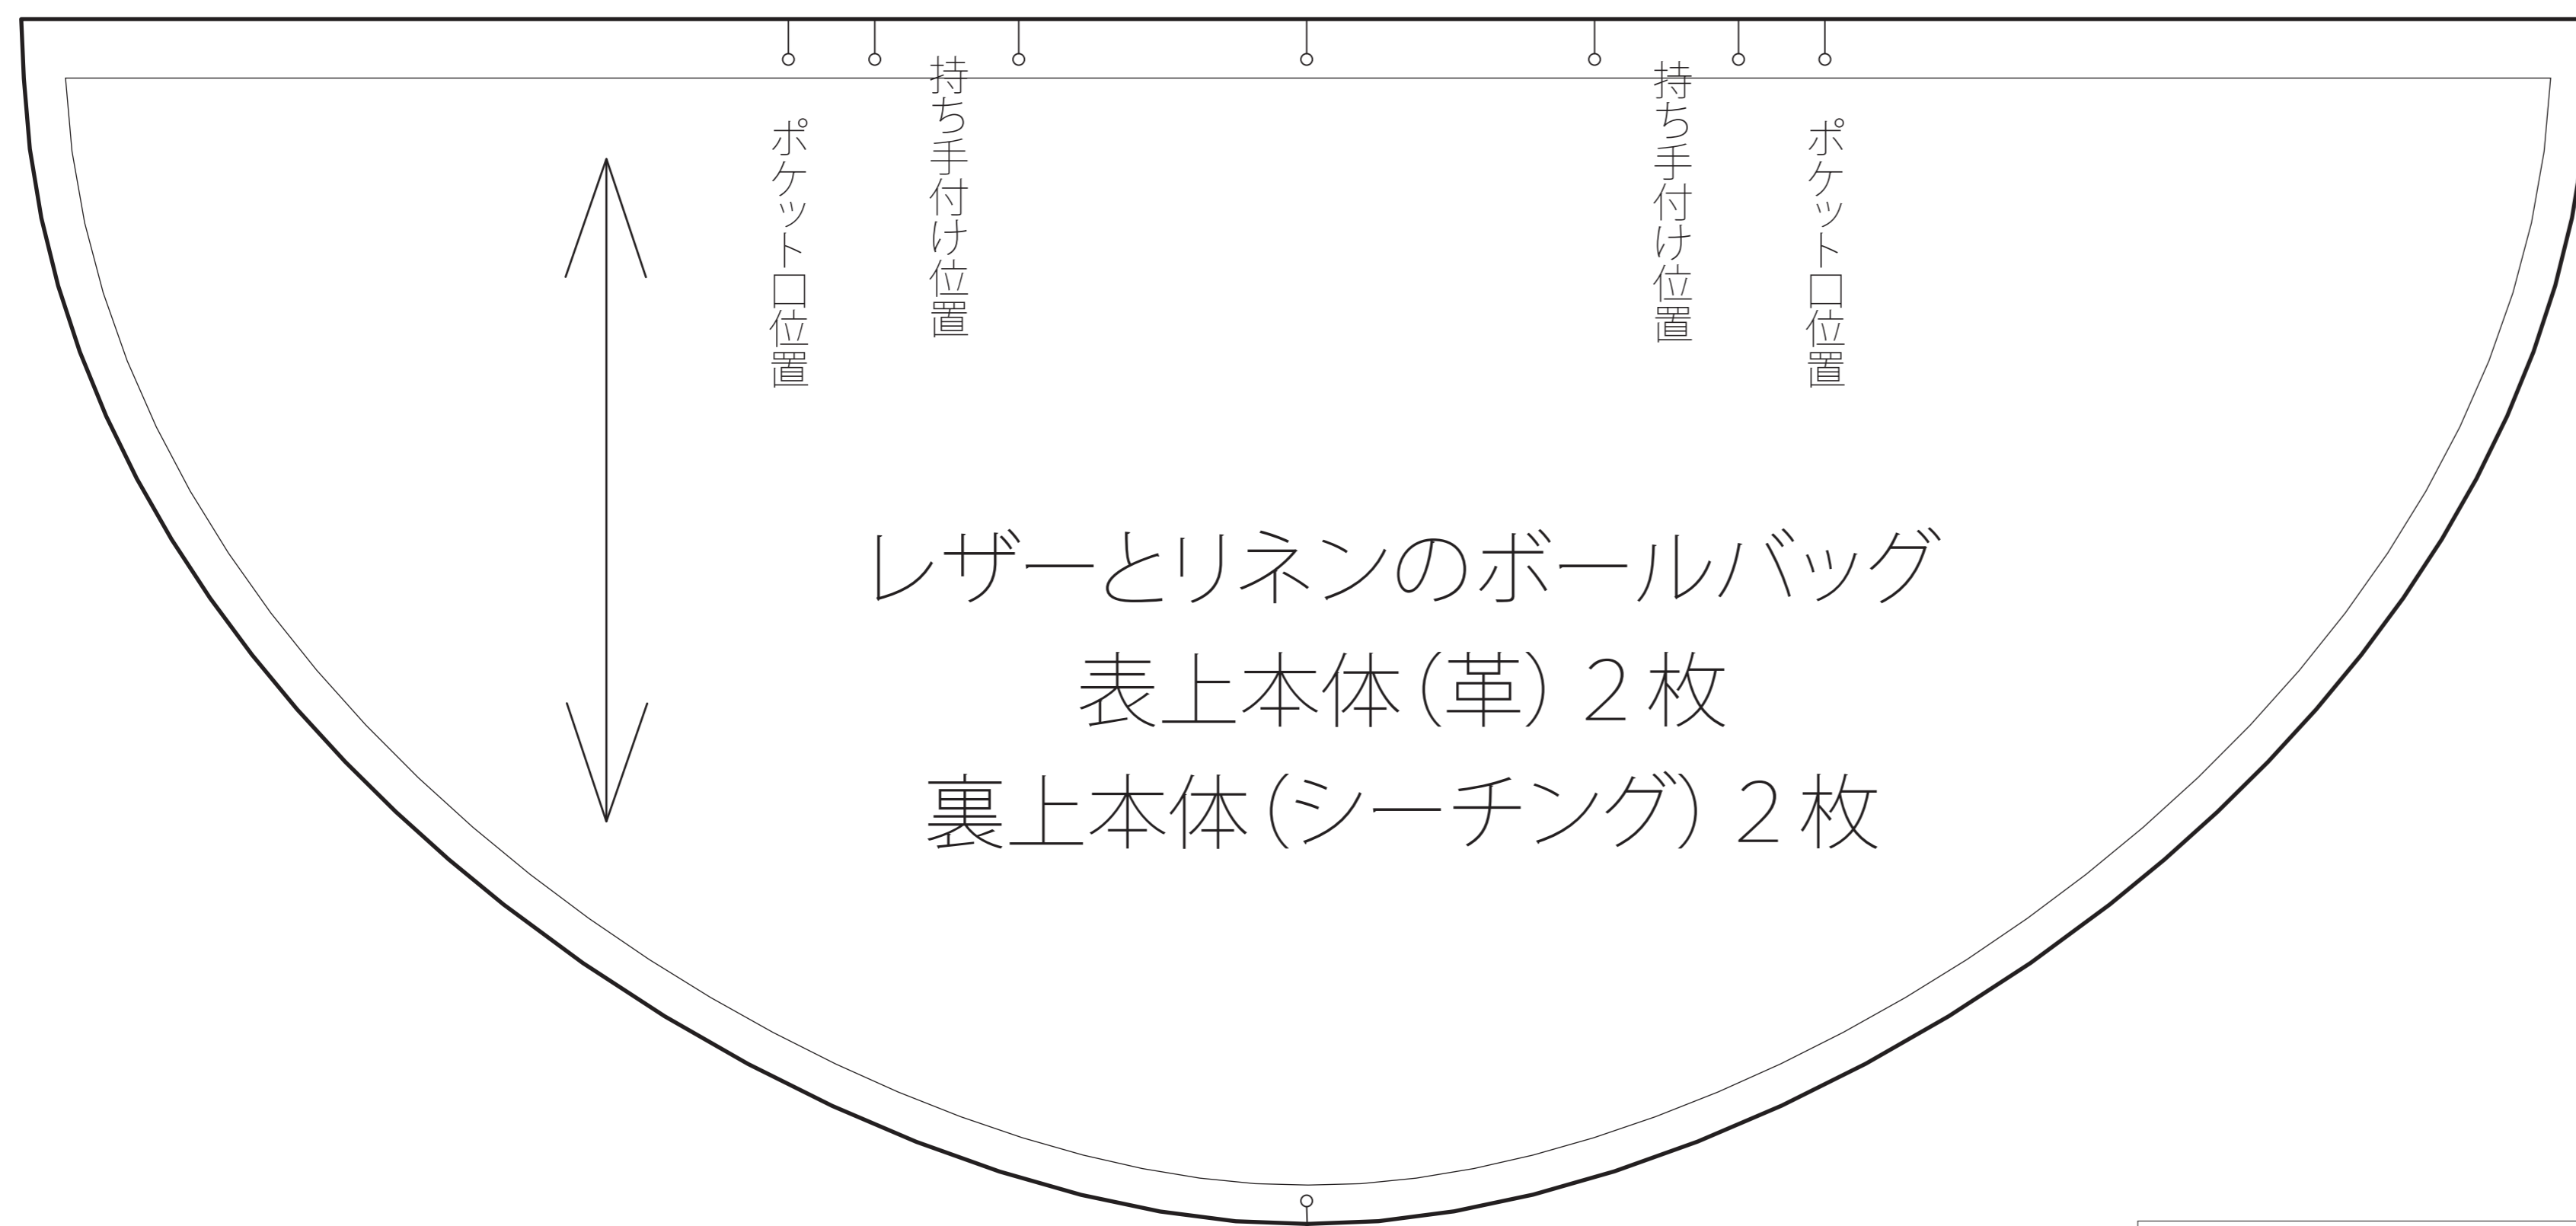 ポケット口位置
持ち手付け位置
持ち手付け位置
ポケット口位置
レザーとリネンのボールバッグ
表上本体（革）２枚
裏上本体（シーチング）２枚